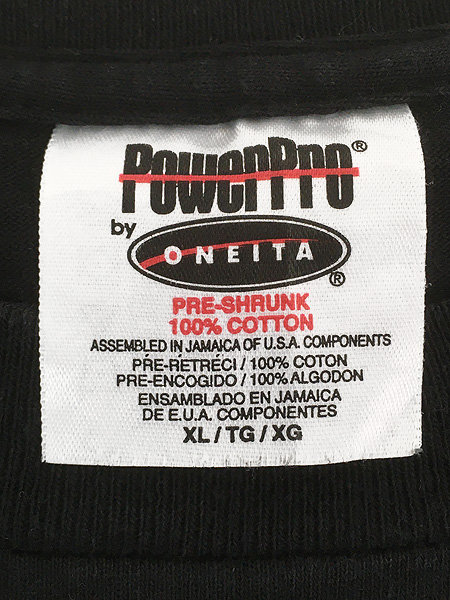 PowerPro®
by ONEITA®
PRE-SHRUNK
100% COTTON
ASSEMBLED IN JAMAICA OF U.S.A. COMPONENTS
PRÉ-RÉTRÉCI / 100% COTON
PRE-ENCOGIDO / 100% ALGODON
ENSAMBLADO EN JAMAICA
DE E.U.A. COMPONENTES
XL / TG / XG